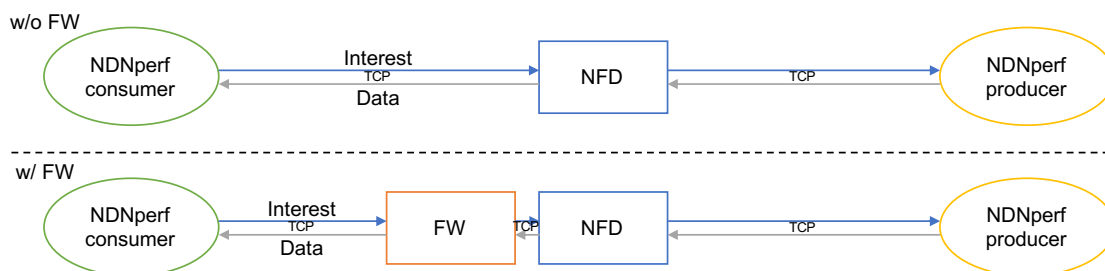 w/o FW
NDNperf
consumer
Interest
TCP
Data
NFD
TCP
NDNperf
producer
w/ FW
NDNperf
consumer
Interest
TCP
Data
FW
TCP
NFD
TCP
NDNperf
producer